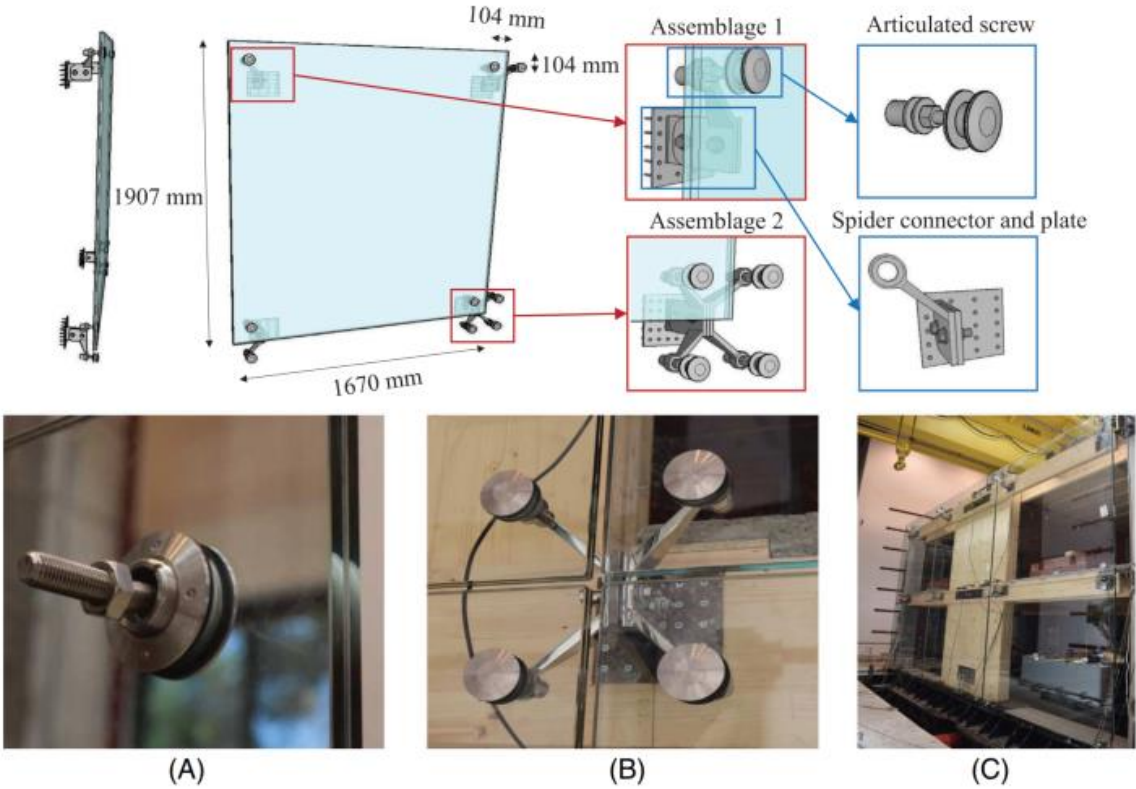 104 mm
104 mm
1907 mm
1670 mm
Assemblage 1
Articulated screw
Assemblage 2
Spider connector and plate
(A)
(B)
(C)